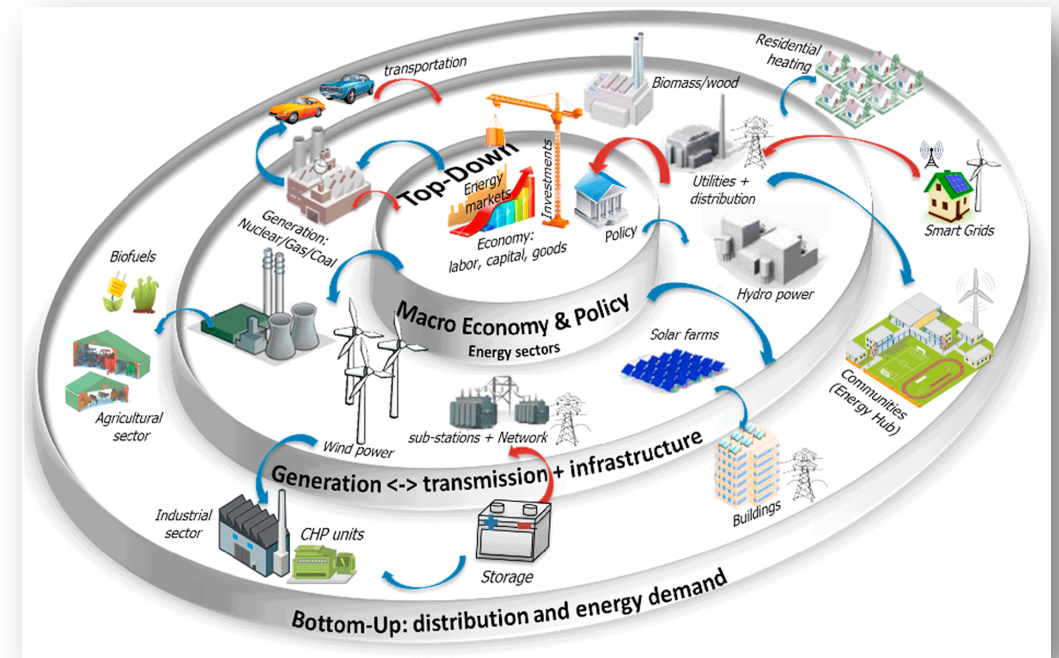 transportation
Residential
heating
Biomass/wood
Top-Down
Energy
markets
Investments
Economy:
labor, capital, goods
Policy
Utilities +
distribution
Smart Grids
Generation:
Nuclear/Gas/Coal
Biofuels
Hydro power
Macro Economy & Policy
Energy sectors
Solar farms
Communities
(Energy Hub)
Agricultural
sector
Wind power
sub-stations + Network
Generation <-> transmission + infrastructure
Buildings
Industrial
sector
CHP units
Storage
Bottom-Up: distribution and energy demand